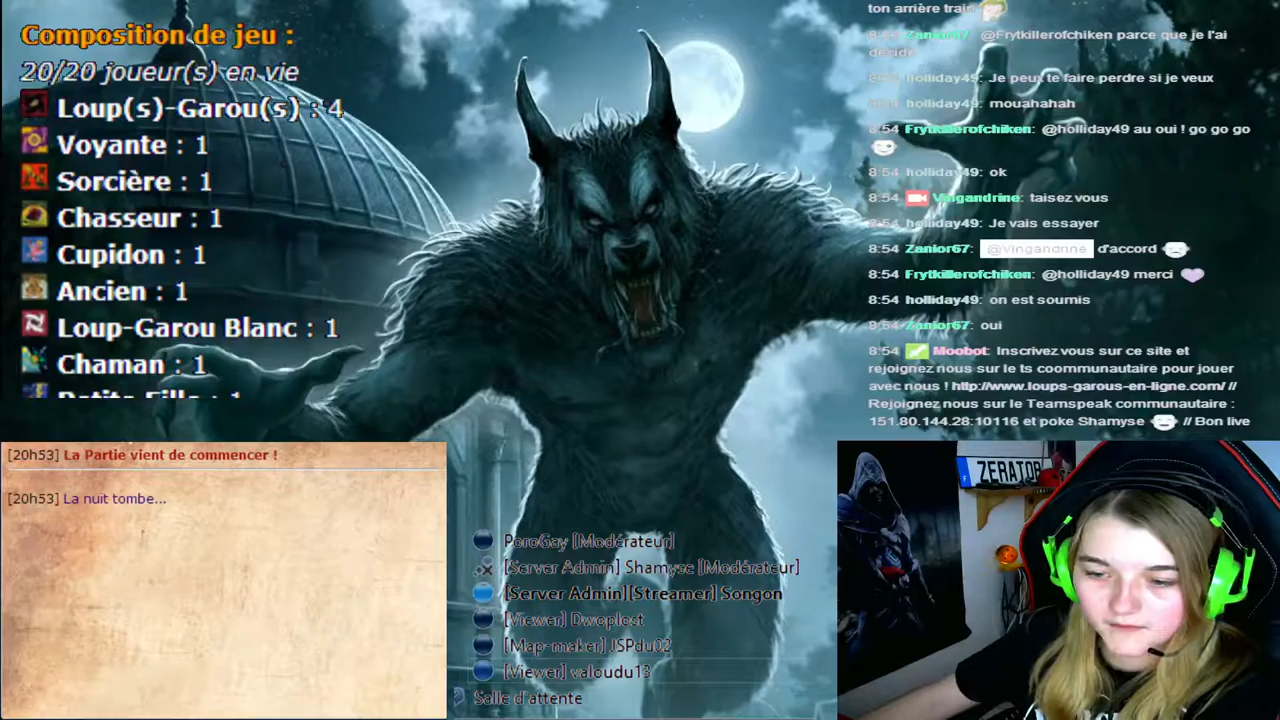 Composition de jeu :
20/20 joueur(s) en vie
Loup(s)-Garou(s) : 4
Voyante : 1
Sorcière : 1
Chasseur : 1
Cupidon : 1
Ancien : 1
Loup-Garou Blanc : 1
Chaman : 1
Petite Fille : 1
[20h53] La Partie vient de commencer !
[20h53] La nuit tombe...
PoroGay [Modérateur]
[Server Admin] Shamyse [Modérateur]
[Server Admin][Streamer] Songon
[Viewer] Dwoplost
[Map-maker] JSPdu02
[Viewer] valoudu13
Salle d'attente
ton arrière train
8:54 Zanior67: @Frytkillerofchiken parce que je l'ai
décidé
holliday49: Je peux te faire perdre si je veux
holliday49: mouahahah
8:54 Frytkillerofchiken: @holliday49 au oui ! go go go
8:54 holliday49: ok
8:54 Vingandrine: taisez vous
8:54 holliday49: Je vais essayer
8:54 Zanior67: @Vingandrine d'accord
8:54 Frytkillerofchiken: @holliday49 merci
8:54 holliday49: on est soumis
8:54 Zanior67: oui
8:54 Moobot: Inscrivez vous sur ce site et
rejoignez nous sur le ts coommunautaire pour jouer
avec nous ! http://www.loups-garous-en-ligne.com/ //
Rejoignez nous sur le Teamspeak communautaire :
151.80.144.28:10116 et poke Shamyse // Bon live
ZERATOR